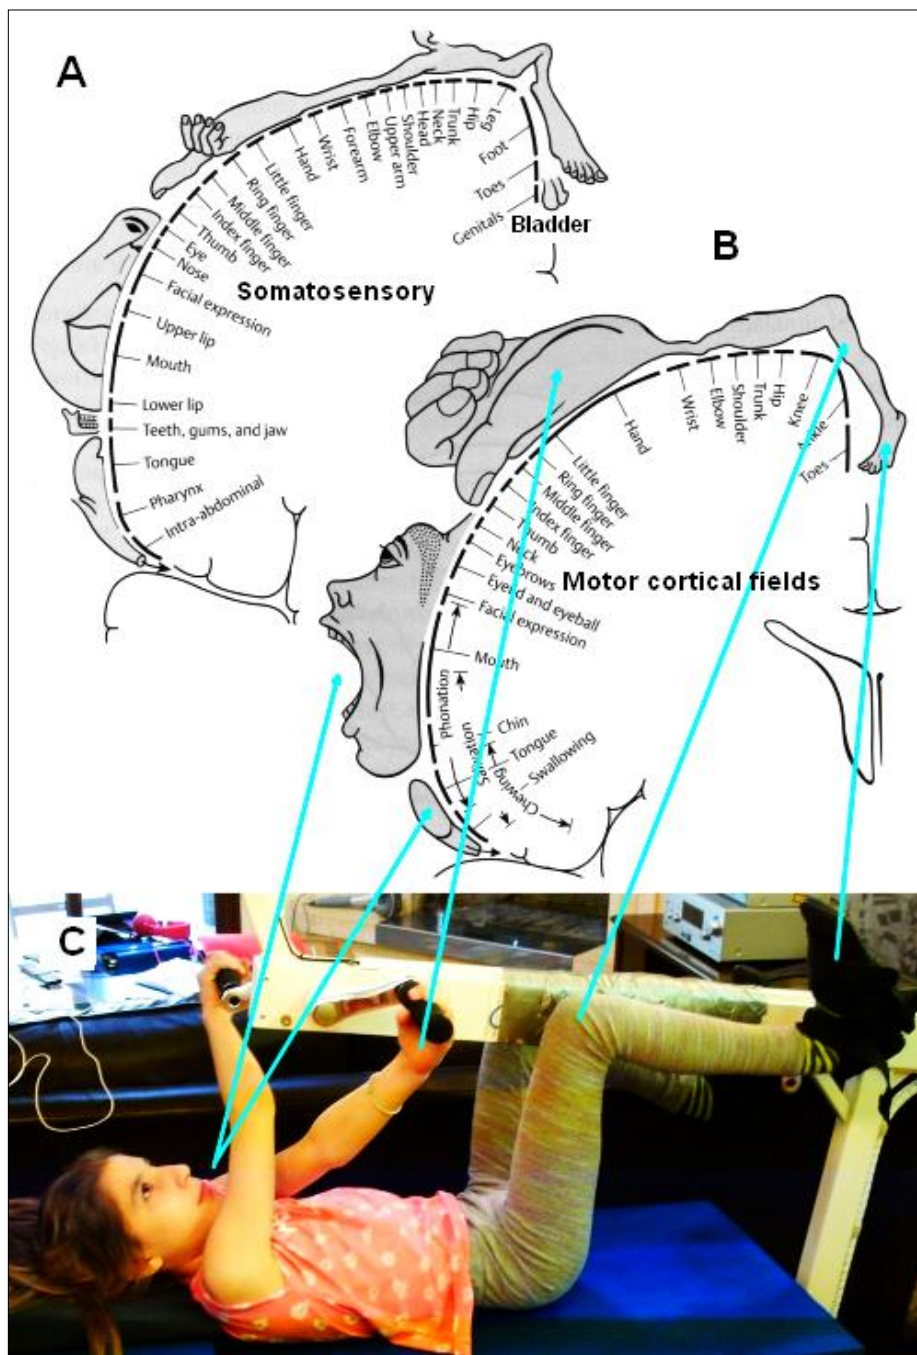 A
Leg
Hip
Trunk
Neck
Head
Shoulder
Upper arm
Elbow
Forearm
Wrist
Hand
Little finger
Ring finger
Middle finger
Index finger
Thumb
Eye
Nose
Facial expression
Upper lip
Mouth
Lower lip
Teeth, gums, and jaw
Tongue
Pharynx
Intra-abdominal
Foot
Toes
Genitals
Bladder
Somatosensory
B
Knee
Hip
Trunk
Shoulder
Elbow
Wrist
Hand
Little finger
Ring finger
Middle finger
Index finger
Thumb
Neck
Eyebrows
Eyelid and eyeball
Facial expression
Mouth
Chin
Tongue
Swallowing
Phonation
Salivation
Chewing
Ankle
Toes
Motor cortical fields
C